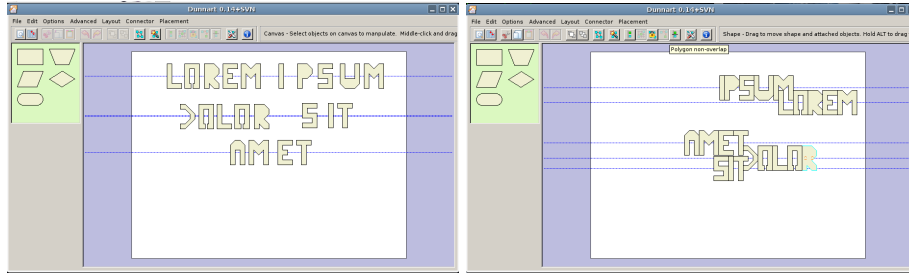 Dunnart 0.14+SVN
File Edit Options Advanced Layout Connector Placement
Canvas - Select objects on canvas to manipulate. Middle-click and drag
LOREM IPSUM
DOLOR SIT
AMET
Dunnart 0.14+SVN
File Edit Options Advanced Layout Connector Placement
Shape - Drag to move shape and attached objects. Hold ALT to drag
Polygon non-overlap
IPSUM
LOREM
AMET
DOLOR
SIT